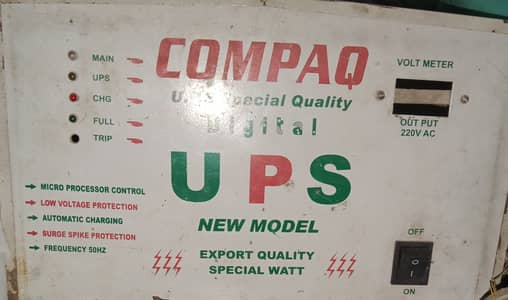 MAIN
UPS
CHG
FULL
TRIP
COMPAQ
Special Quality
Digital
UPS
NEW MODEL
EXPORT QUALITY
SPECIAL WATT
MICRO PROCESSOR CONTROL
LOW VOLTAGE PROTECTION
AUTOMATIC CHARGING
SURGE SPIKE PROTECTION
FREQUENCY 50HZ
VOLT METER
OUT PUT
220V AC
OFF
ON